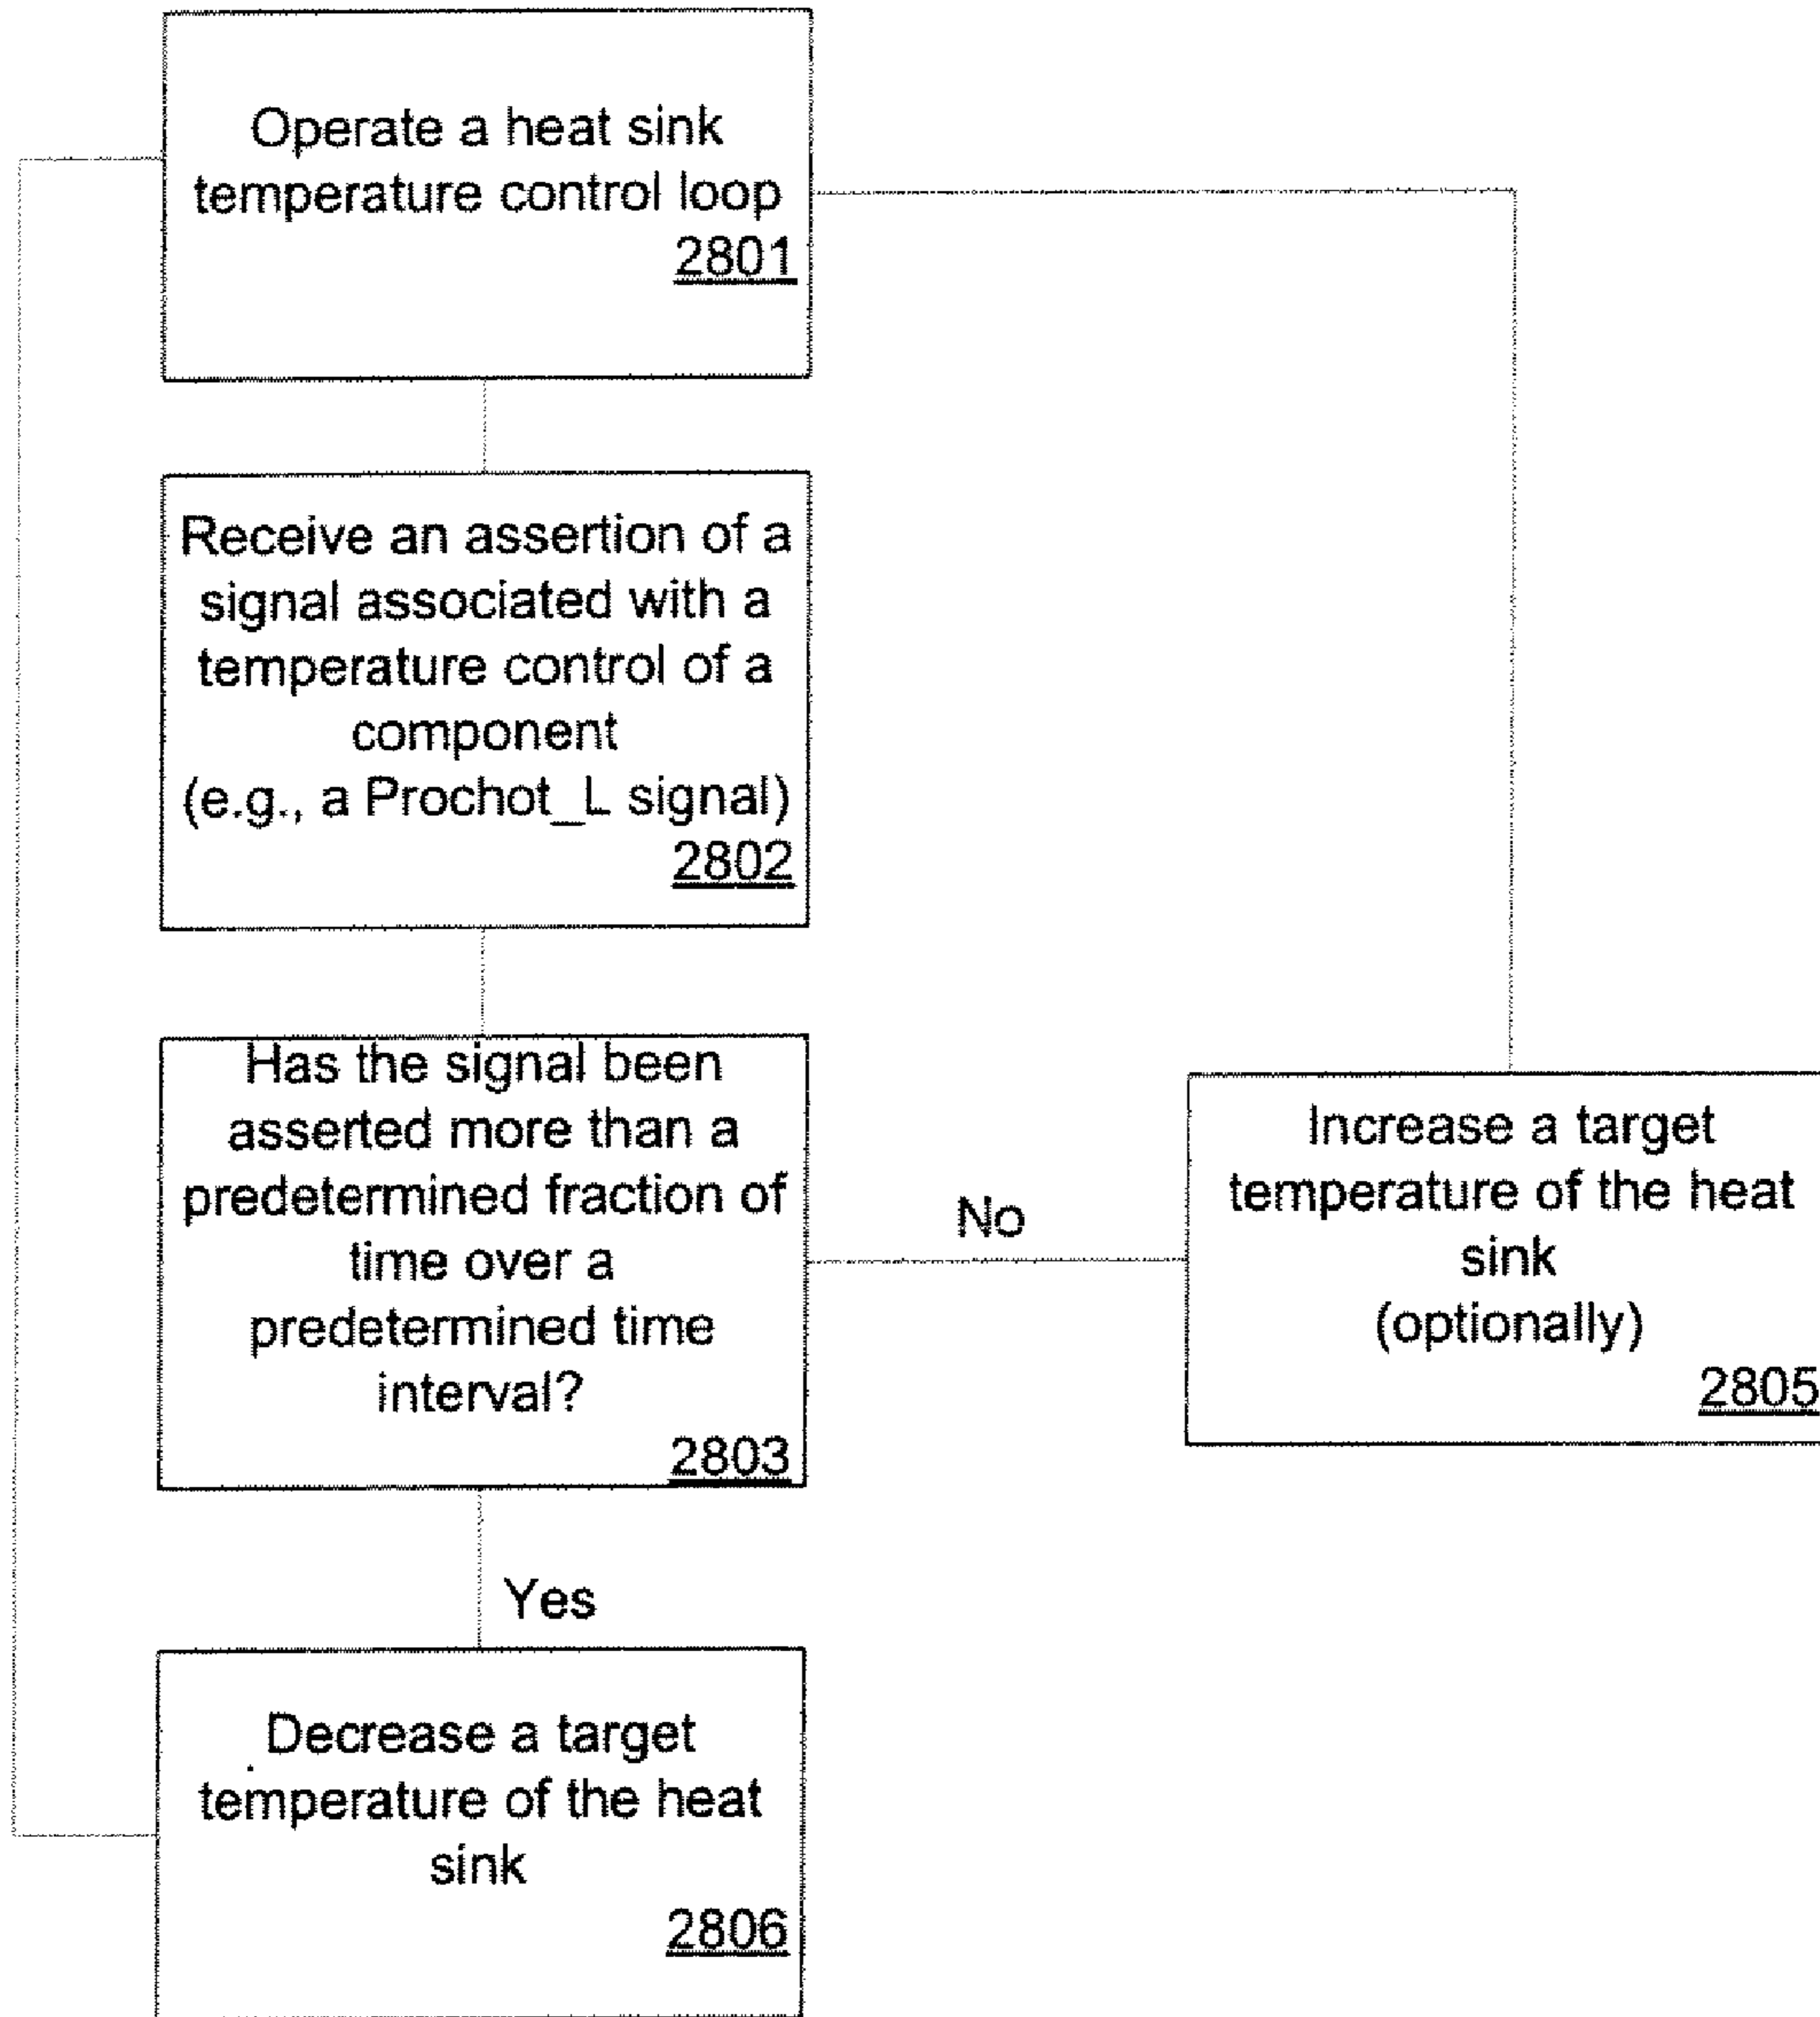 Operate a heat sink
temperature control loop
2801
Receive an assertion of a
signal associated with a
temperature control of a
component
(e.g., a Prochot_L signal)
2802
Has the signal been
asserted more than a
predetermined fraction of
time over a
predetermined time
interval?
2803
No
Increase a target
temperature of the heat
sink
(optionally)
2805
Yes
Decrease a target
temperature of the heat
sink
2806